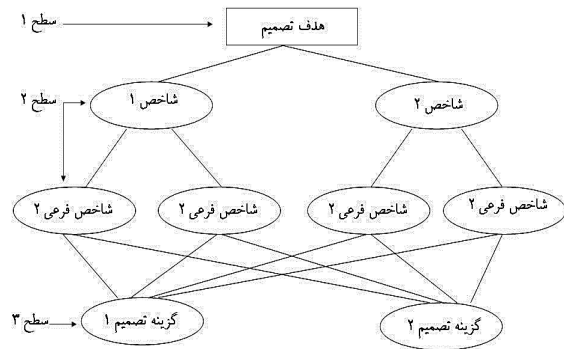 سطح ۱
هدف تصمیم
سطح ۲
شاخص ۱
شاخص ۲
شاخص فرعی ۲
شاخص فرعی ۲
شاخص فرعی ۲
شاخص فرعی ۲
سطح ۳
گزینه تصمیم ۱
گزینه تصمیم ۲